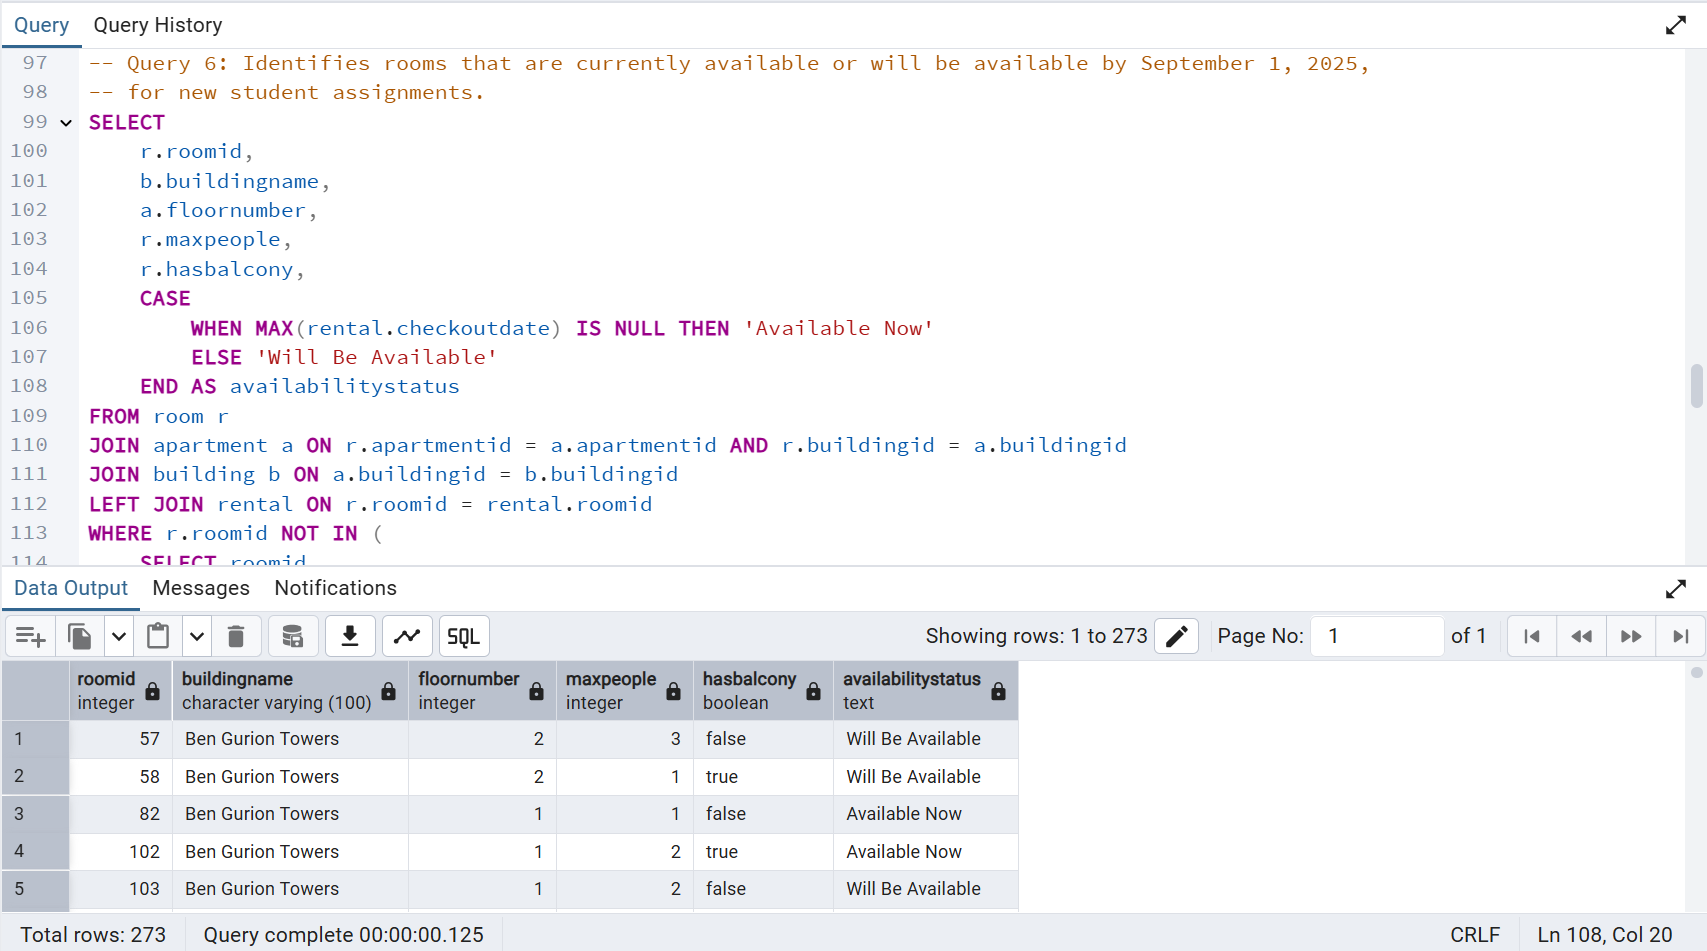 Query Query History
97 -- Query 6: Identifies rooms that are currently available or will be available by September 1, 2025,
98 -- for new student assignments.
99 SELECT
100 r.roomid,
101 b.buildingname,
102 a.floornumber,
103 r.maxpeople,
104 r.hasbalcony,
105 CASE
106 WHEN MAX(rental.checkoutdate) IS NULL THEN 'Available Now'
107 ELSE 'Will Be Available'
108 END AS availabilitystatus
109 FROM room r
110 JOIN apartment a ON r.apartmentid = a.apartmentid AND r.buildingid = a.buildingid
111 JOIN building b ON a.buildingid = b.buildingid
112 LEFT JOIN rental ON r.roomid = rental.roomid
113 WHERE r.roomid NOT IN (
114 SELECT roomid
Data Output Messages Notifications
SQL Showing rooms: 1 to 273 Page No: 1 of 1
roomid buildingname floornumber maxpeople hasbalcony availabilitystatus
integer character varying (100) integer integer boolean text
1 57 Ben Gurion Towers 2 3 false Will Be Available
2 58 Ben Gurion Towers 2 1 true Will Be Available
3 82 Ben Gurion Towers 1 1 false Available Now
4 102 Ben Gurion Towers 1 2 true Available Now
5 103 Ben Gurion Towers 1 2 false Will Be Available
Total rows: 273 Query complete 00:00:00.125 CRLF Ln 108, Col 20